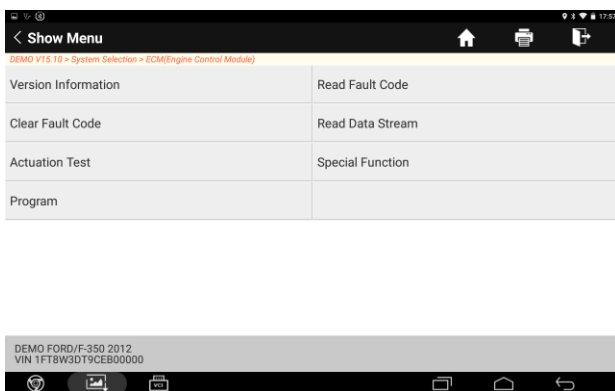 17:57
Show Menu
DEMO V15.10 > System Selection > ECM(Engine Control Module)
Version Information
Read Fault Code
Clear Fault Code
Read Data Stream
Actuation Test
Special Function
Program
DEMO FORD/F-350 2012
VIN 1FT8W3DT9CEB00000
VCI